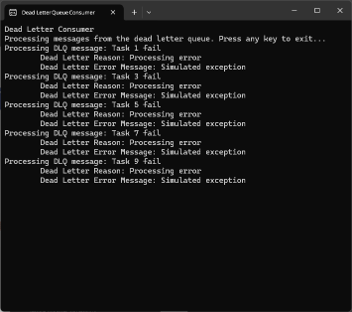 DeadLetterQueueConsumer
Dead Letter Consumer
Processing messages from the dead letter queue. Press any key to exit...
Processing DLQ message: Task 1 fail
Dead Letter Reason: Processing error
Dead Letter Error Message: Simulated exception
Processing DLQ message: Task 3 fail
Dead Letter Reason: Processing error
Dead Letter Error Message: Simulated exception
Processing DLQ message: Task 5 fail
Dead Letter Reason: Processing error
Dead Letter Error Message: Simulated exception
Processing DLQ message: Task 7 fail
Dead Letter Reason: Processing error
Dead Letter Error Message: Simulated exception
Processing DLQ message: Task 9 fail
Dead Letter Reason: Processing error
Dead Letter Error Message: Simulated exception